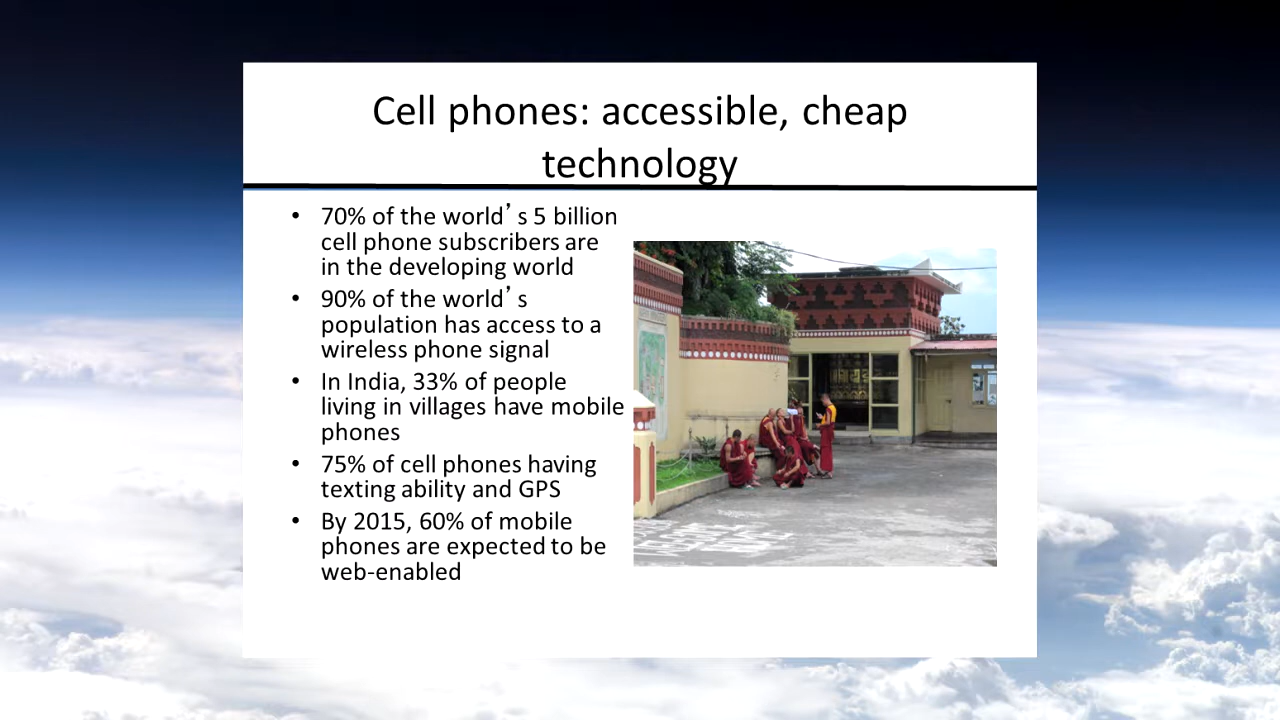 Cell phones: accessible, cheap
technology
• 70% of the world’s 5 billion
cell phone subscribers are
in the developing world
• 90% of the world’s
population has access to a
wireless phone signal
• In India, 33% of people
living in villages have mobile
phones
• 75% of cell phones having
texting ability and GPS
• By 2015, 60% of mobile
phones are expected to be
web-enabled